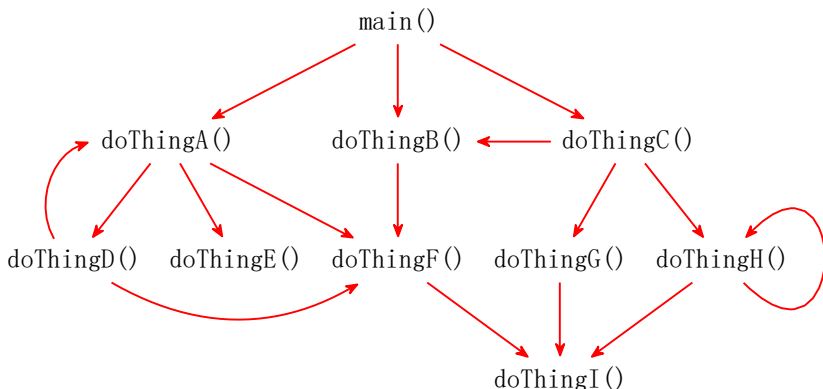 main()
doThingA() doThingB() doThingC()
doThingD() doThingE() doThingF() doThingG() doThingH()
doThingI()